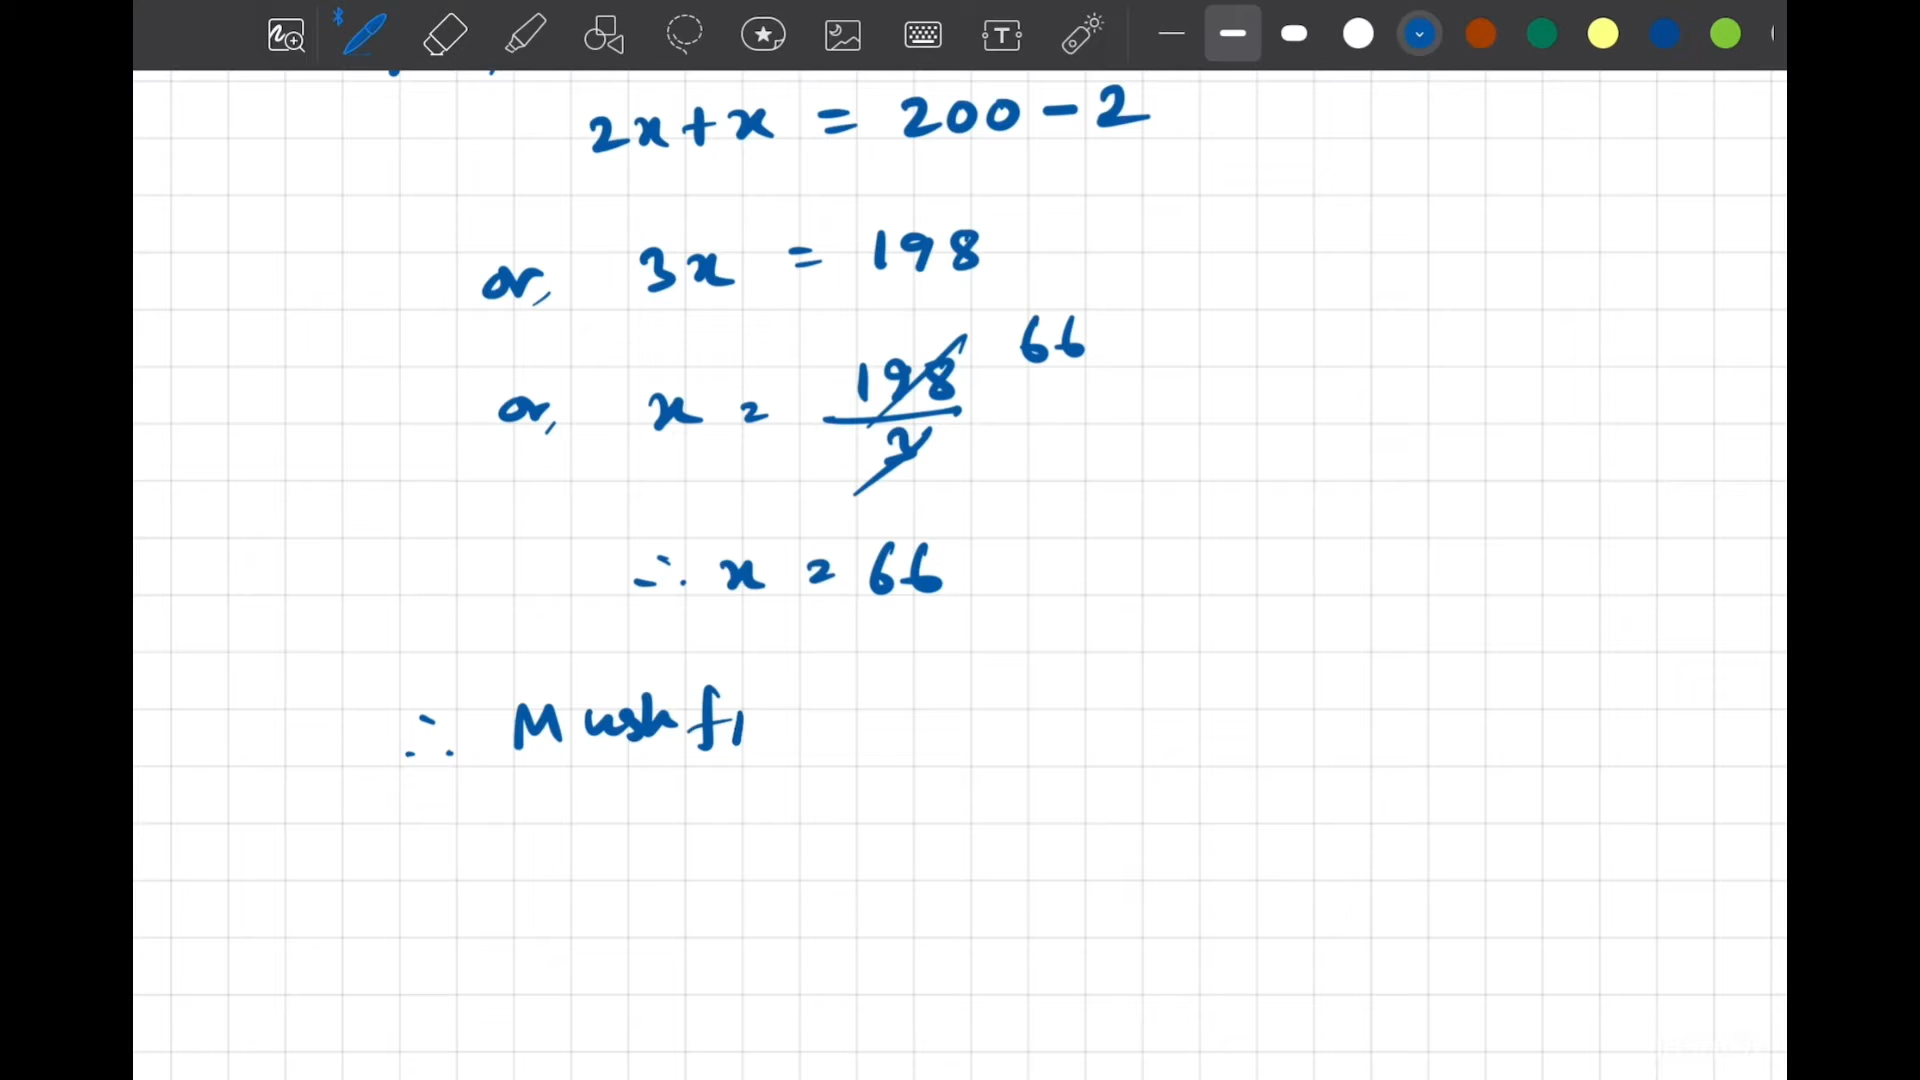 2x + x = 200 - 2
or, 3x = 198
66
or, x = 198/3
∴ x = 66
∴ Mushfi